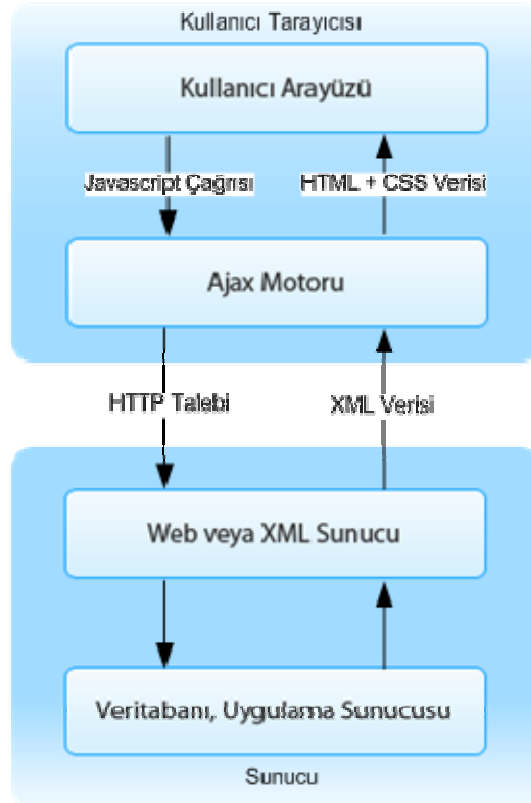 Kullanıcı Tarayıcısı
Kullanıcı Arayüzü
Javascript Çağrısı
HTML + CSS Verisi
Ajax Motoru
HTTP Talebi
XML Verisi
Web veya XML Sunucu
Veritabanı, Uygulama Sunucusu
Sunucu